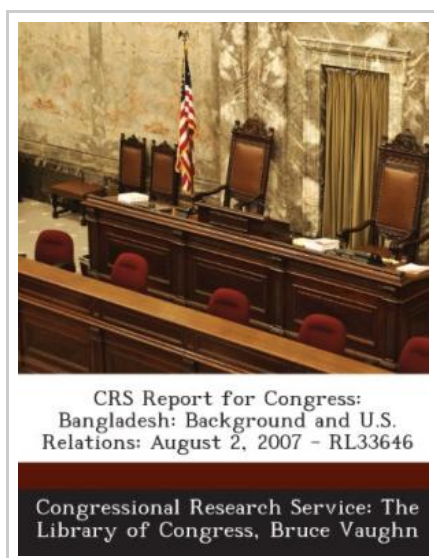 CRS Report for Congress:
Bangladesh: Background and U.S.
Relations: August 2, 2007 – RL33646
Congressional Research Service: The
Library of Congress, Bruce Vaughn